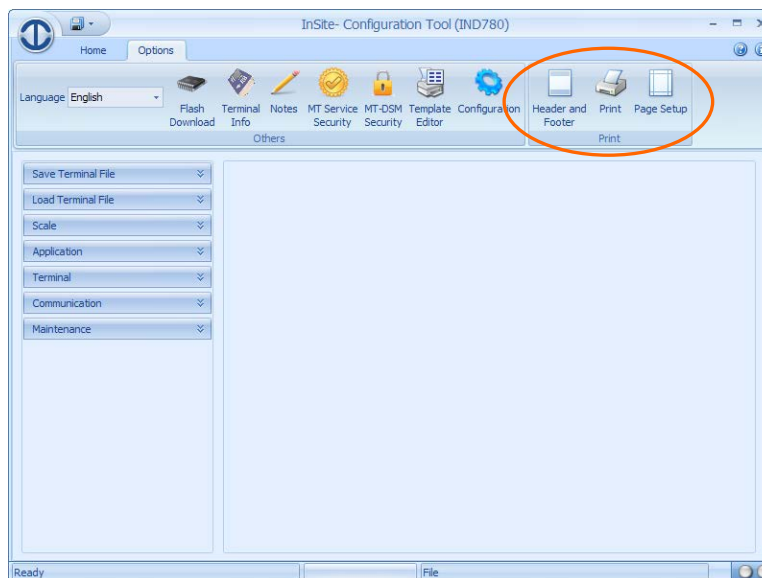 InSite- Configuration Tool (IND780)
Home Options
Language English
Flash Download
Terminal Info
Notes
MT Service Security
MT-DSM Security
Template Editor
Configuration
Header and Footer
Print
Page Setup
Others
Print
Save Terminal File
Load Terminal File
Scale
Application
Terminal
Communication
Maintenance
Ready
File